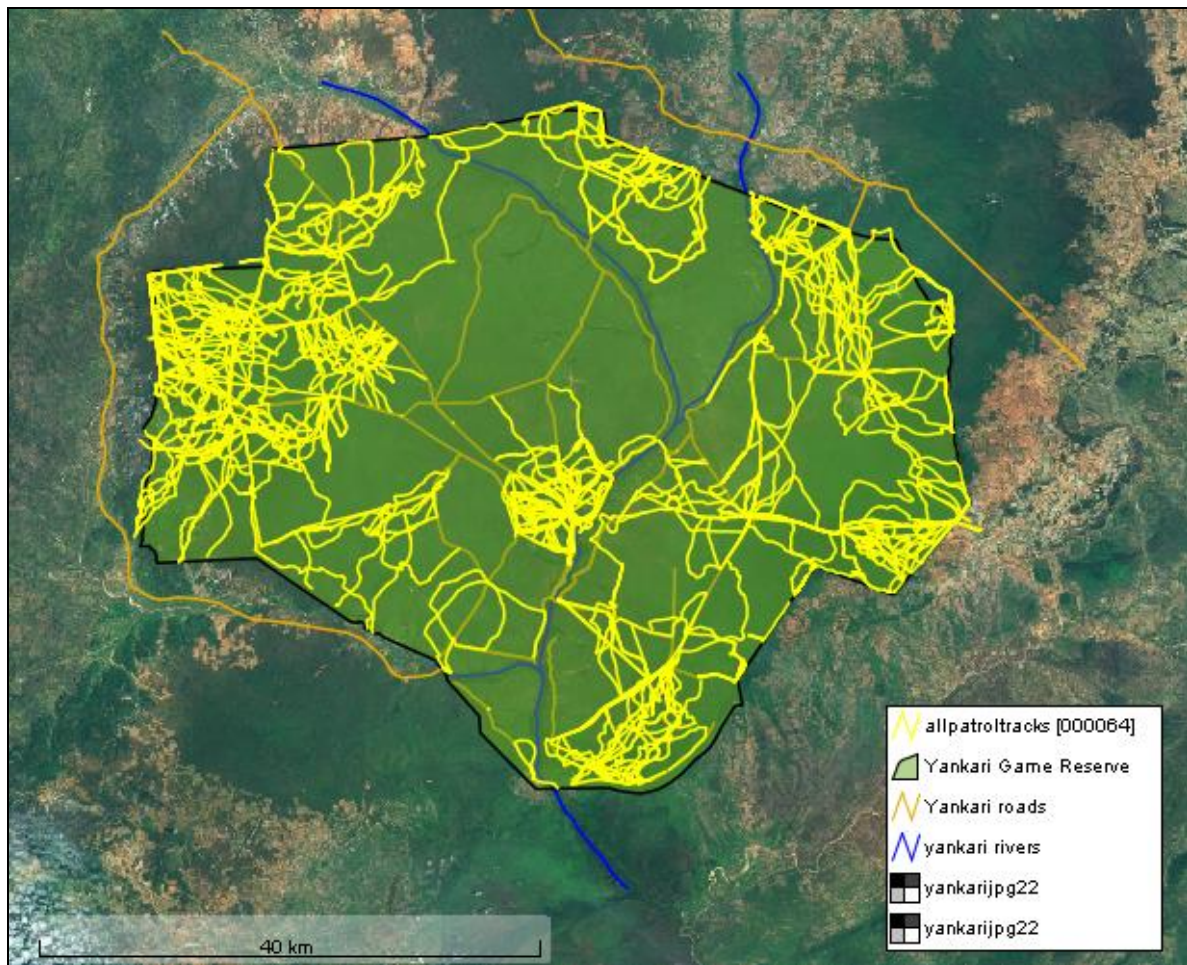 allpatroltracks [000064]
Yankari Game Reserve
Yankari roads
yankari rivers
yankarijpg22
yankarijpg22
40 km